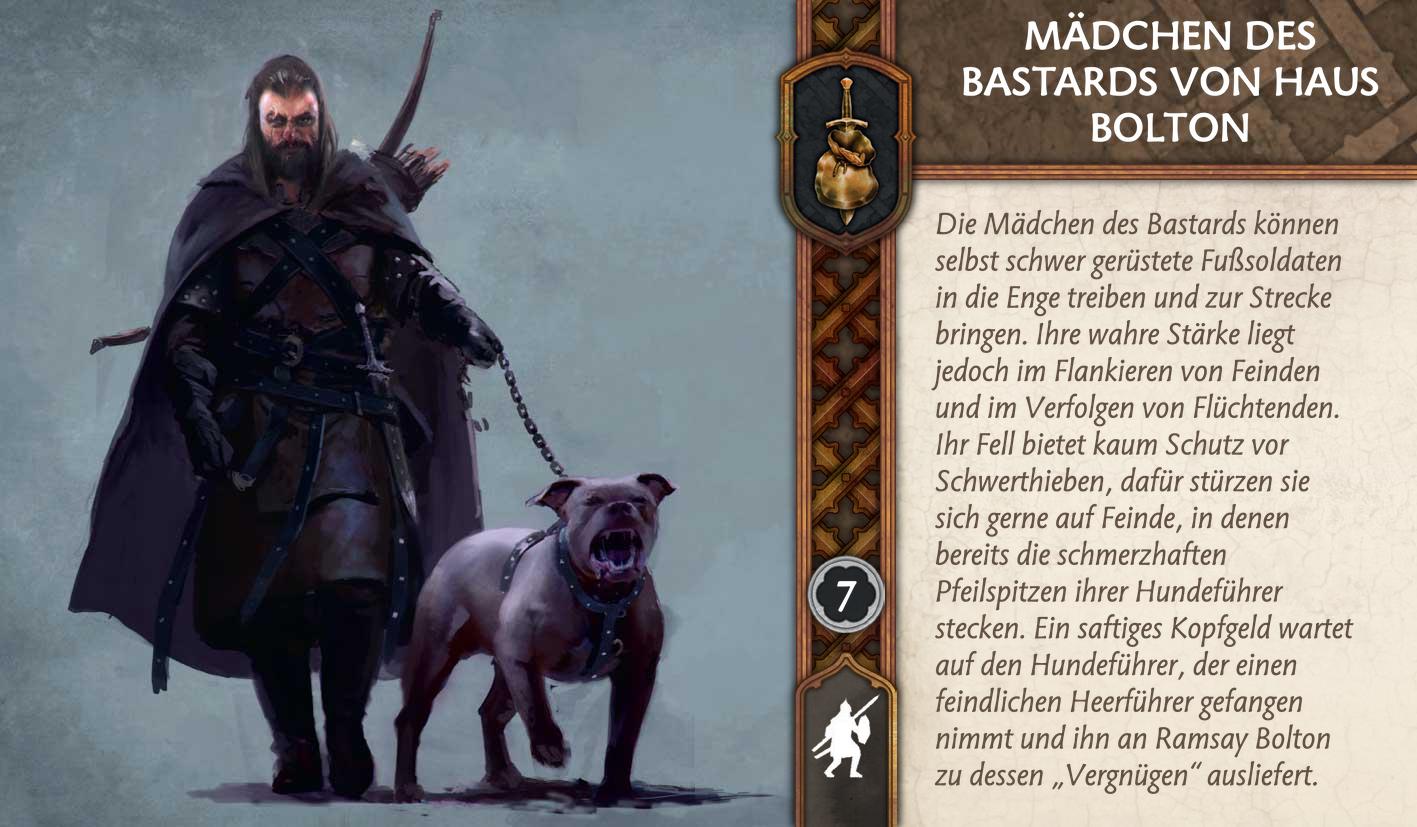 MÄDCHEN DES
BASTARDS VON HAUS
BOLTON
Die Mädchen des Bastards können
selbst schwer gerüstete Fußsoldaten
in die Enge treiben und zur Strecke
bringen. Ihre wahre Stärke liegt
jedoch im Flankieren von Feinden
und im Verfolgen von Flüchtenden.
Ihr Fell bietet kaum Schutz vor
Schwerthieben, dafür stürzen sie
sich gerne auf Feinde, in denen
bereits die schmerzhaften
Pfeilspitzen ihrer Hundeführer
stecken. Ein saftiges Kopfgeld wartet
auf den Hundeführer, der einen
feindlichen Heerführer gefangen
nimmt und ihn an Ramsay Bolton
zu dessen „Vergnügen“ ausliefert.
7